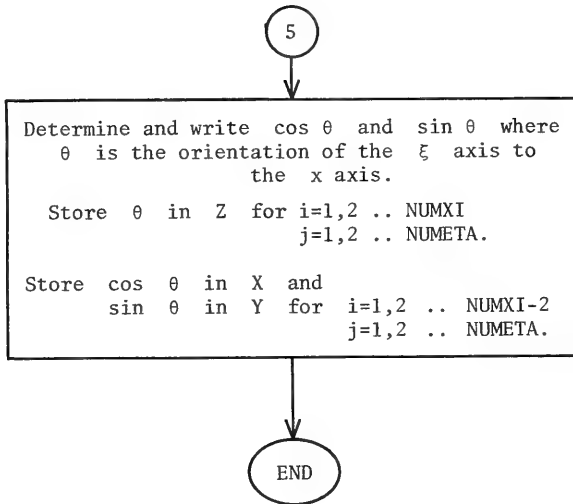 5
Determine and write cos θ and sin θ where
θ is the orientation of the ξ axis to
the x axis.
Store θ in Z for i=1,2 .. NUMXI
j=1,2 .. NUMETA.
Store cos θ in X and
sin θ in Y for i=1,2 .. NUMXI-2
j=1,2 .. NUMETA.
END